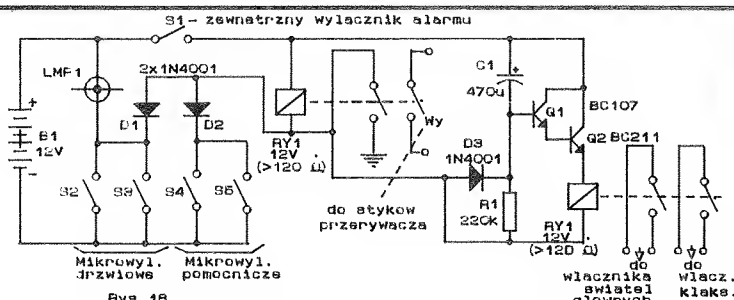 S1- zewnetrzny wylacznik alarmu
LMP1
2x1N4001
D1
D2
+
B1
12V
-
S2
S3
S4
S5
Mikrowyl.
drzwiowe
Mikrowyl.
pomocnicze
RY1
12V
(>120 Ω)
Wy
do stykow
przerywacza
C1
+
470u
D3
1N4001
R1
220k
Q1
BC107
Q2 BC211
RY1
12V
(>120 Ω)
do
wlacznika
swiatel
glownych
do
wlacz.
klaks.
Rys 18